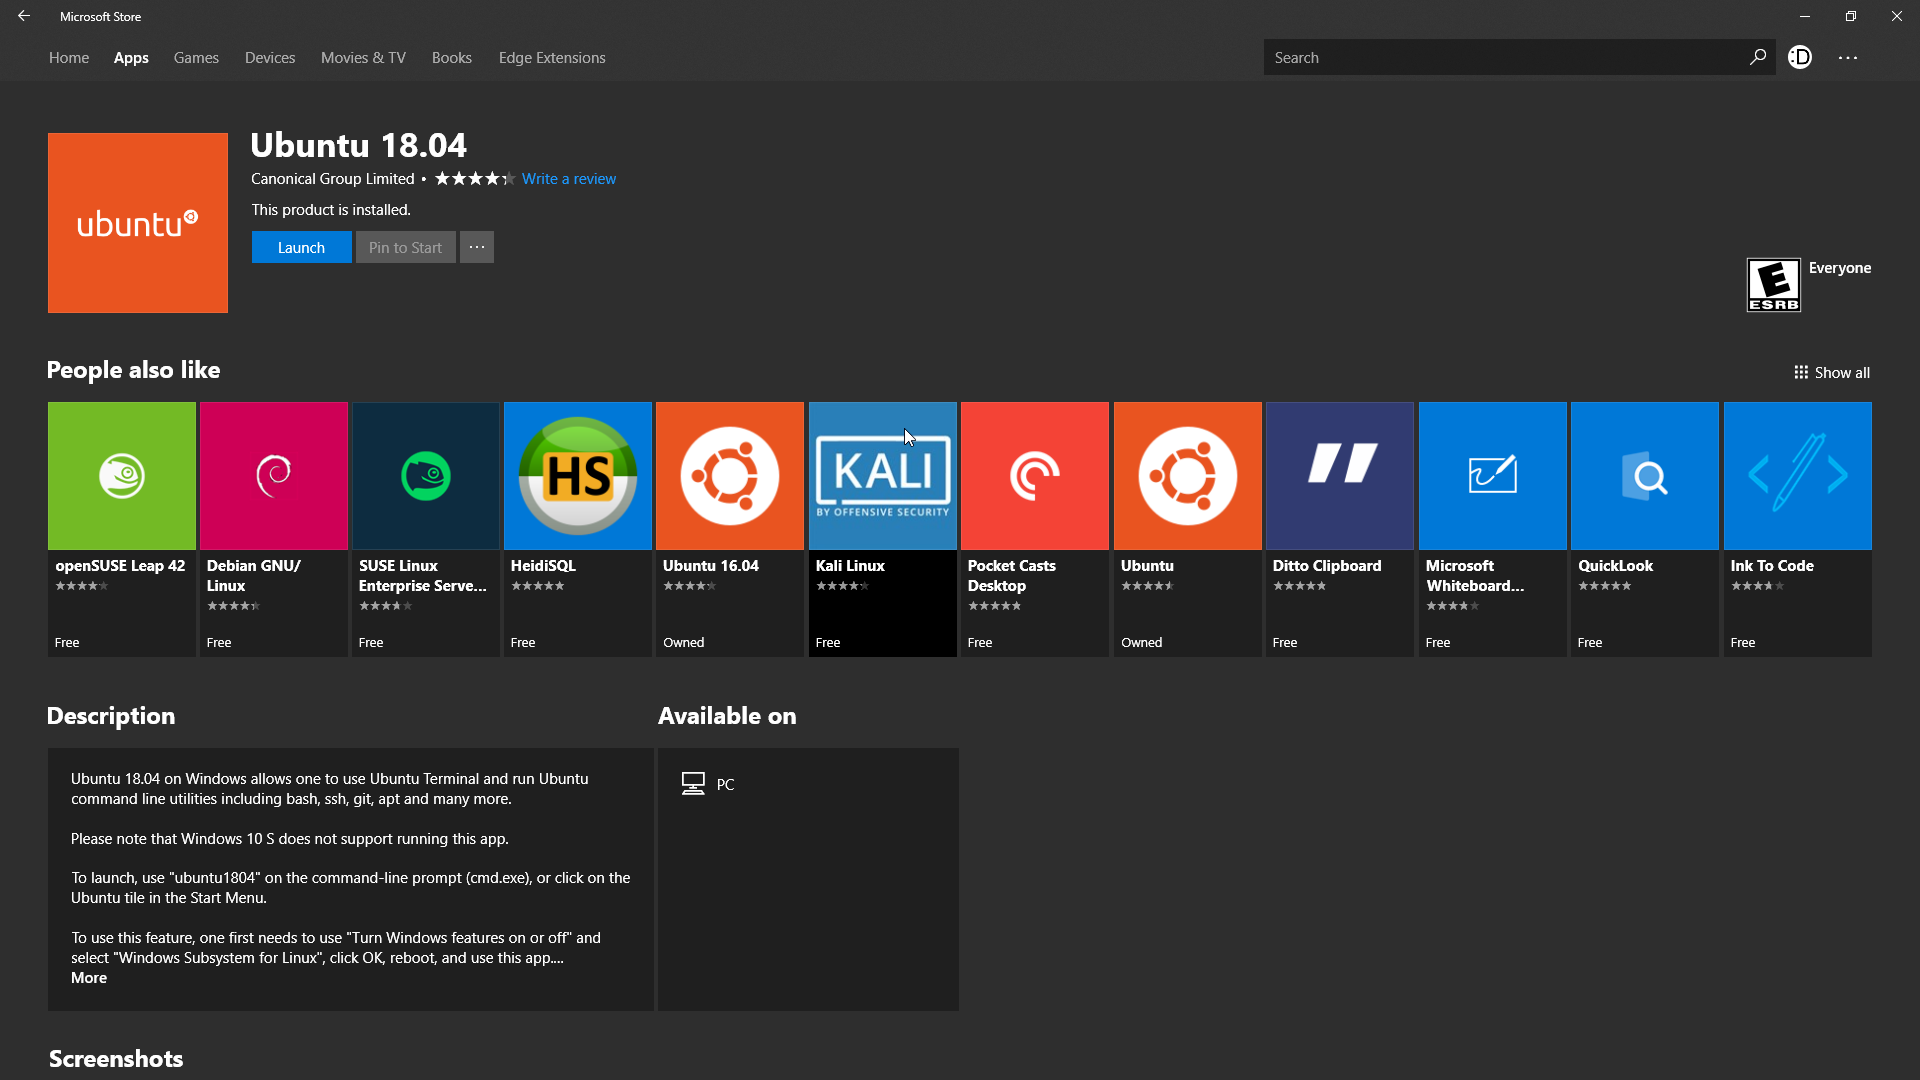 Microsoft Store
Home Apps Games Devices Movies & TV Books Edge Extensions
Search
:D
Ubuntu 18.04
ubuntu
Canonical Group Limited • Write a review
This product is installed.
Launch Pin to Start ...
E
ESRB
Everyone
People also like
Show all
HS
KALI
BY OFFENSIVE SECURITY
openSUSE Leap 42
Free
Debian GNU/
Linux
Free
SUSE Linux
Enterprise Serve...
Free
HeidiSQL
Free
Ubuntu 16.04
Owned
Kali Linux
Free
Pocket Casts
Desktop
Free
Ubuntu
Owned
Ditto Clipboard
Free
Microsoft
Whiteboard...
Free
QuickLook
Free
Ink To Code
Free
Description
Ubuntu 18.04 on Windows allows one to use Ubuntu Terminal and run Ubuntu
command line utilities including bash, ssh, git, apt and many more.
Please note that Windows 10 S does not support running this app.
To launch, use "ubuntu1804" on the command-line prompt (cmd.exe), or click on the
Ubuntu tile in the Start Menu.
To use this feature, one first needs to use "Turn Windows features on or off" and
select "Windows Subsystem for Linux", click OK, reboot, and use this app....
More
Available on
PC
Screenshots